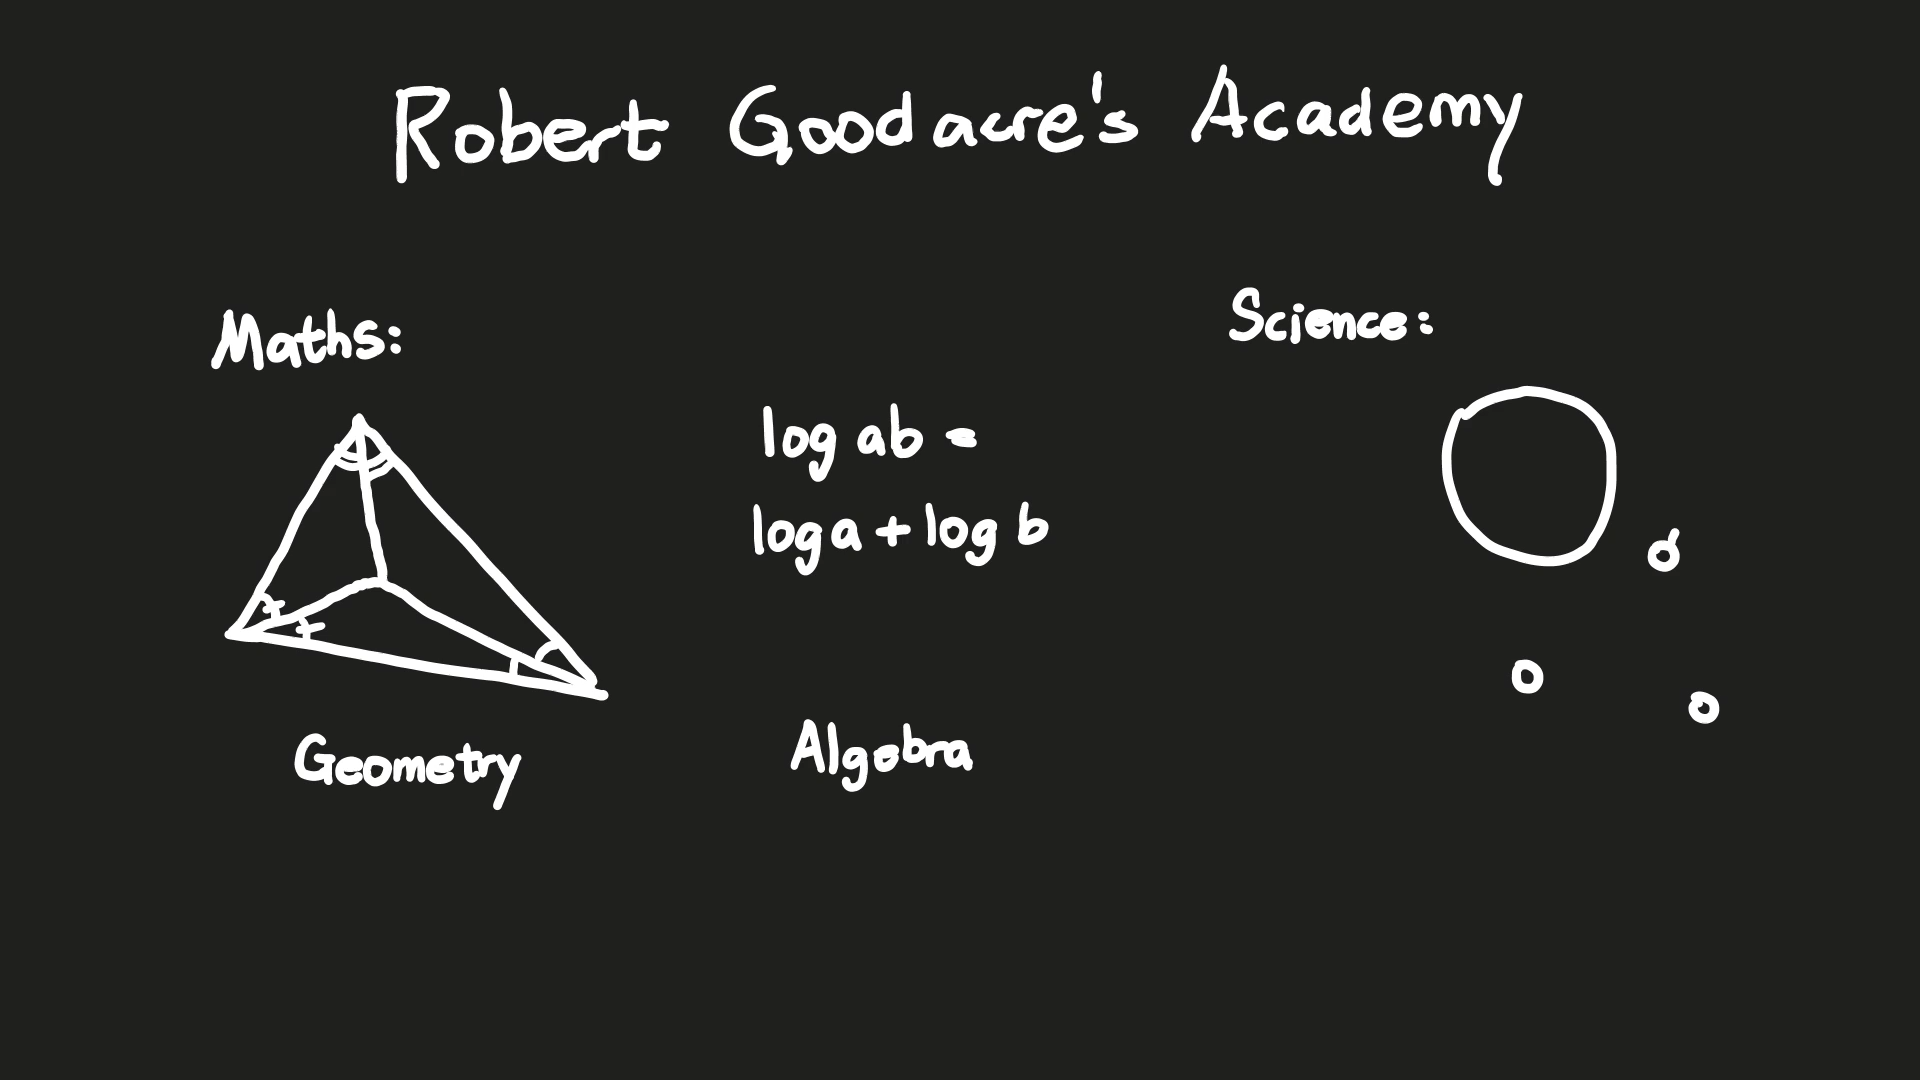 Robert Goodacre's Academy
Maths:
Science:
log ab =
log a + log b
Geometry
Algebra